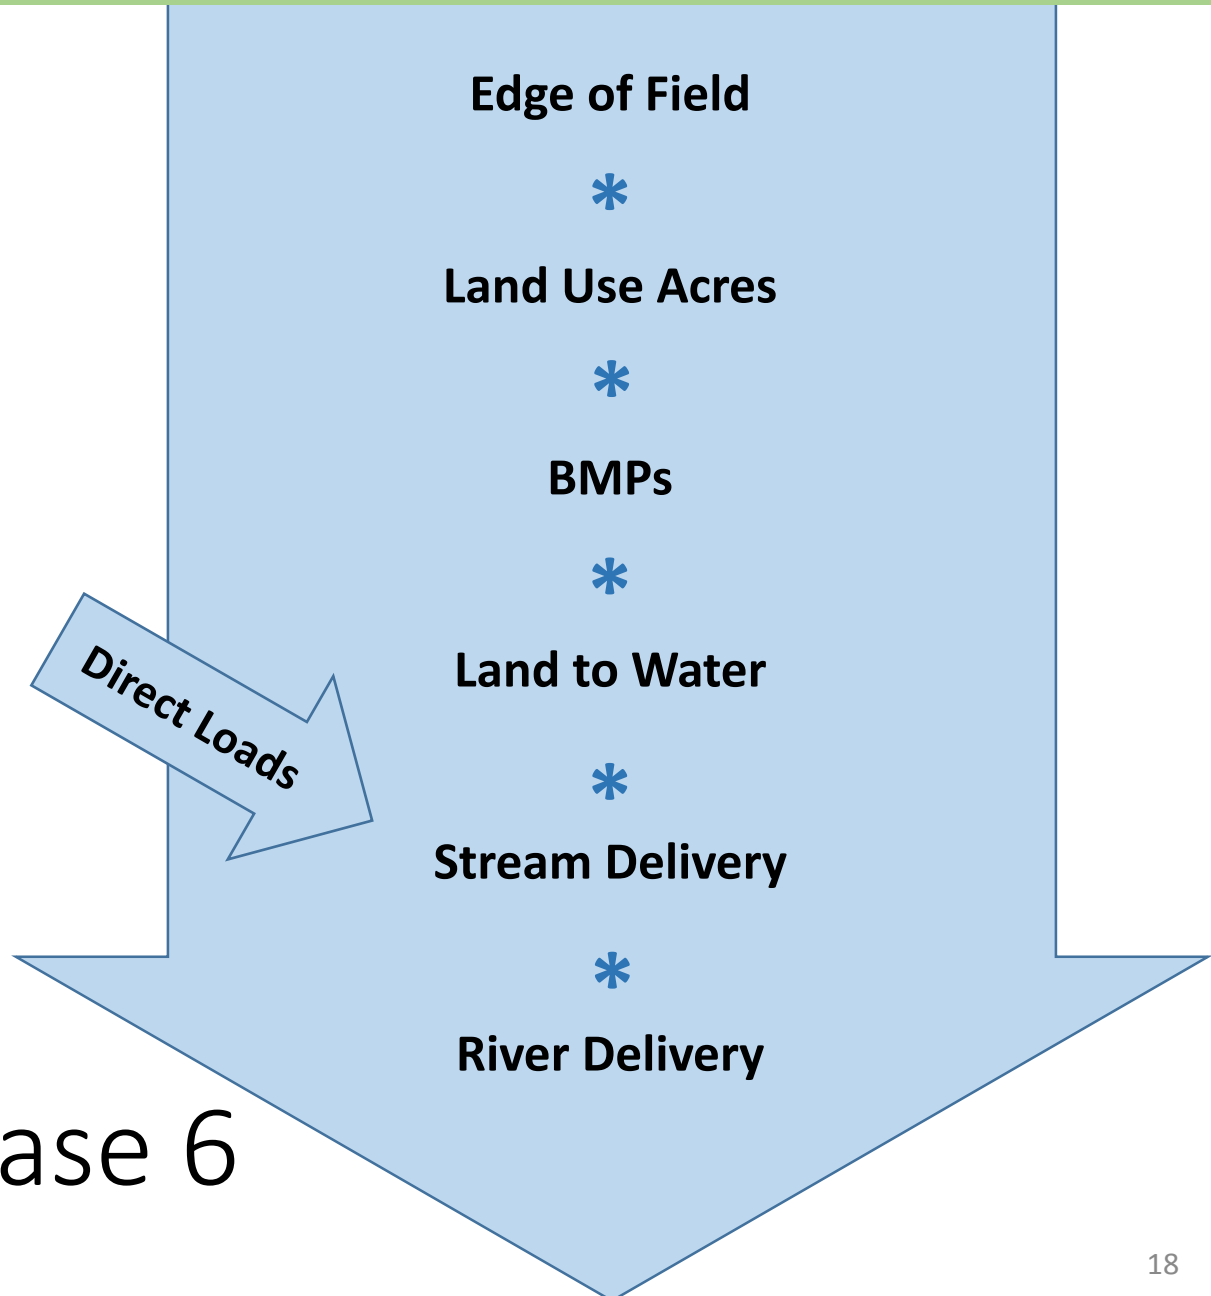 Edge of Field
*
Land Use Acres
*
BMPs
*
Land to Water
Direct Loads
*
Stream Delivery
*
River Delivery
ase 6
18